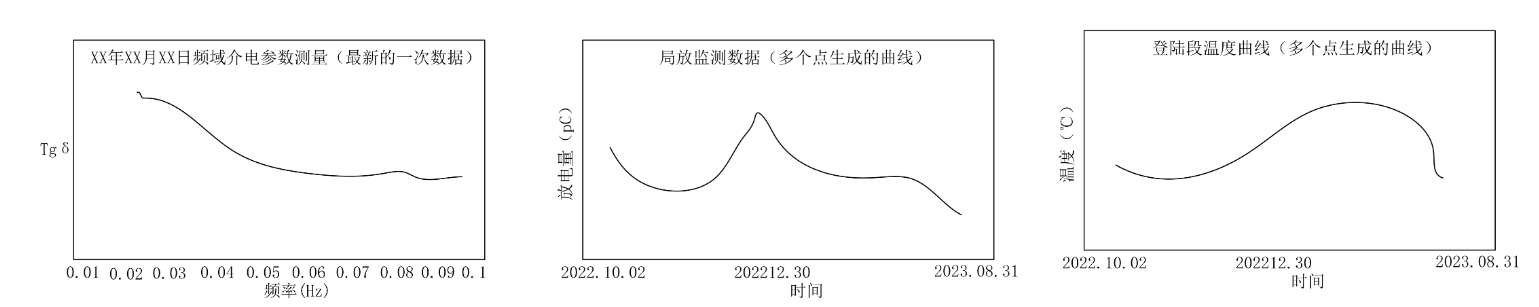 XX年XX月XX日频域介电参数测量（最新的一次数据）
Tgδ
0.01 0.02 0.03 0.04 0.05 0.06 0.07 0.08 0.09 0.1
频率(Hz)
局放监测数据（多个点生成的曲线）
放电量（pC）
2022.10.02 202212.30 2023.08.31
时间
登陆段温度曲线（多个点生成的曲线）
温度（℃）
2022.10.02 202212.30 2023.08.31
时间